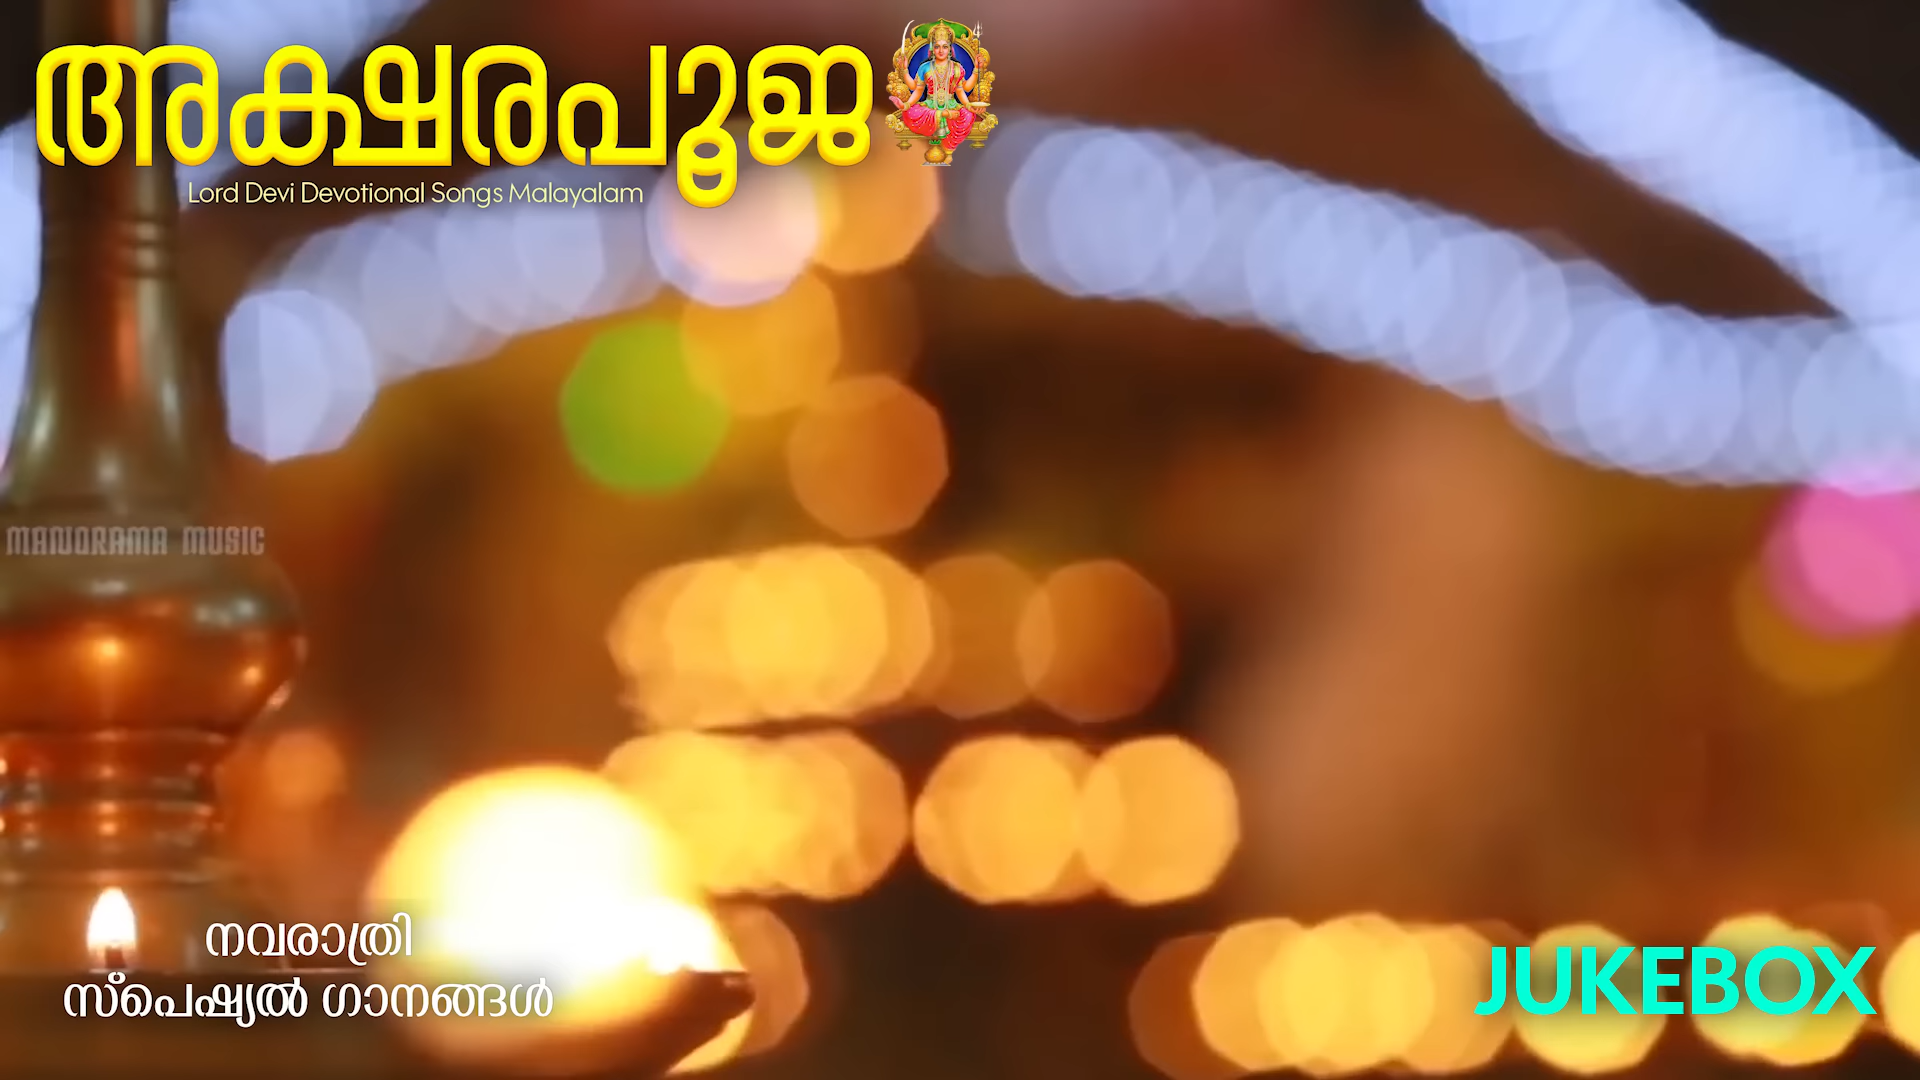 അക്ഷരപൂജ
Lord Devi Devotional Songs Malayalam
MANORAMA MUSIC
നവരാത്രി
സ്പെഷ്യൽ ഗാനങ്ങൾ
JUKEBOX